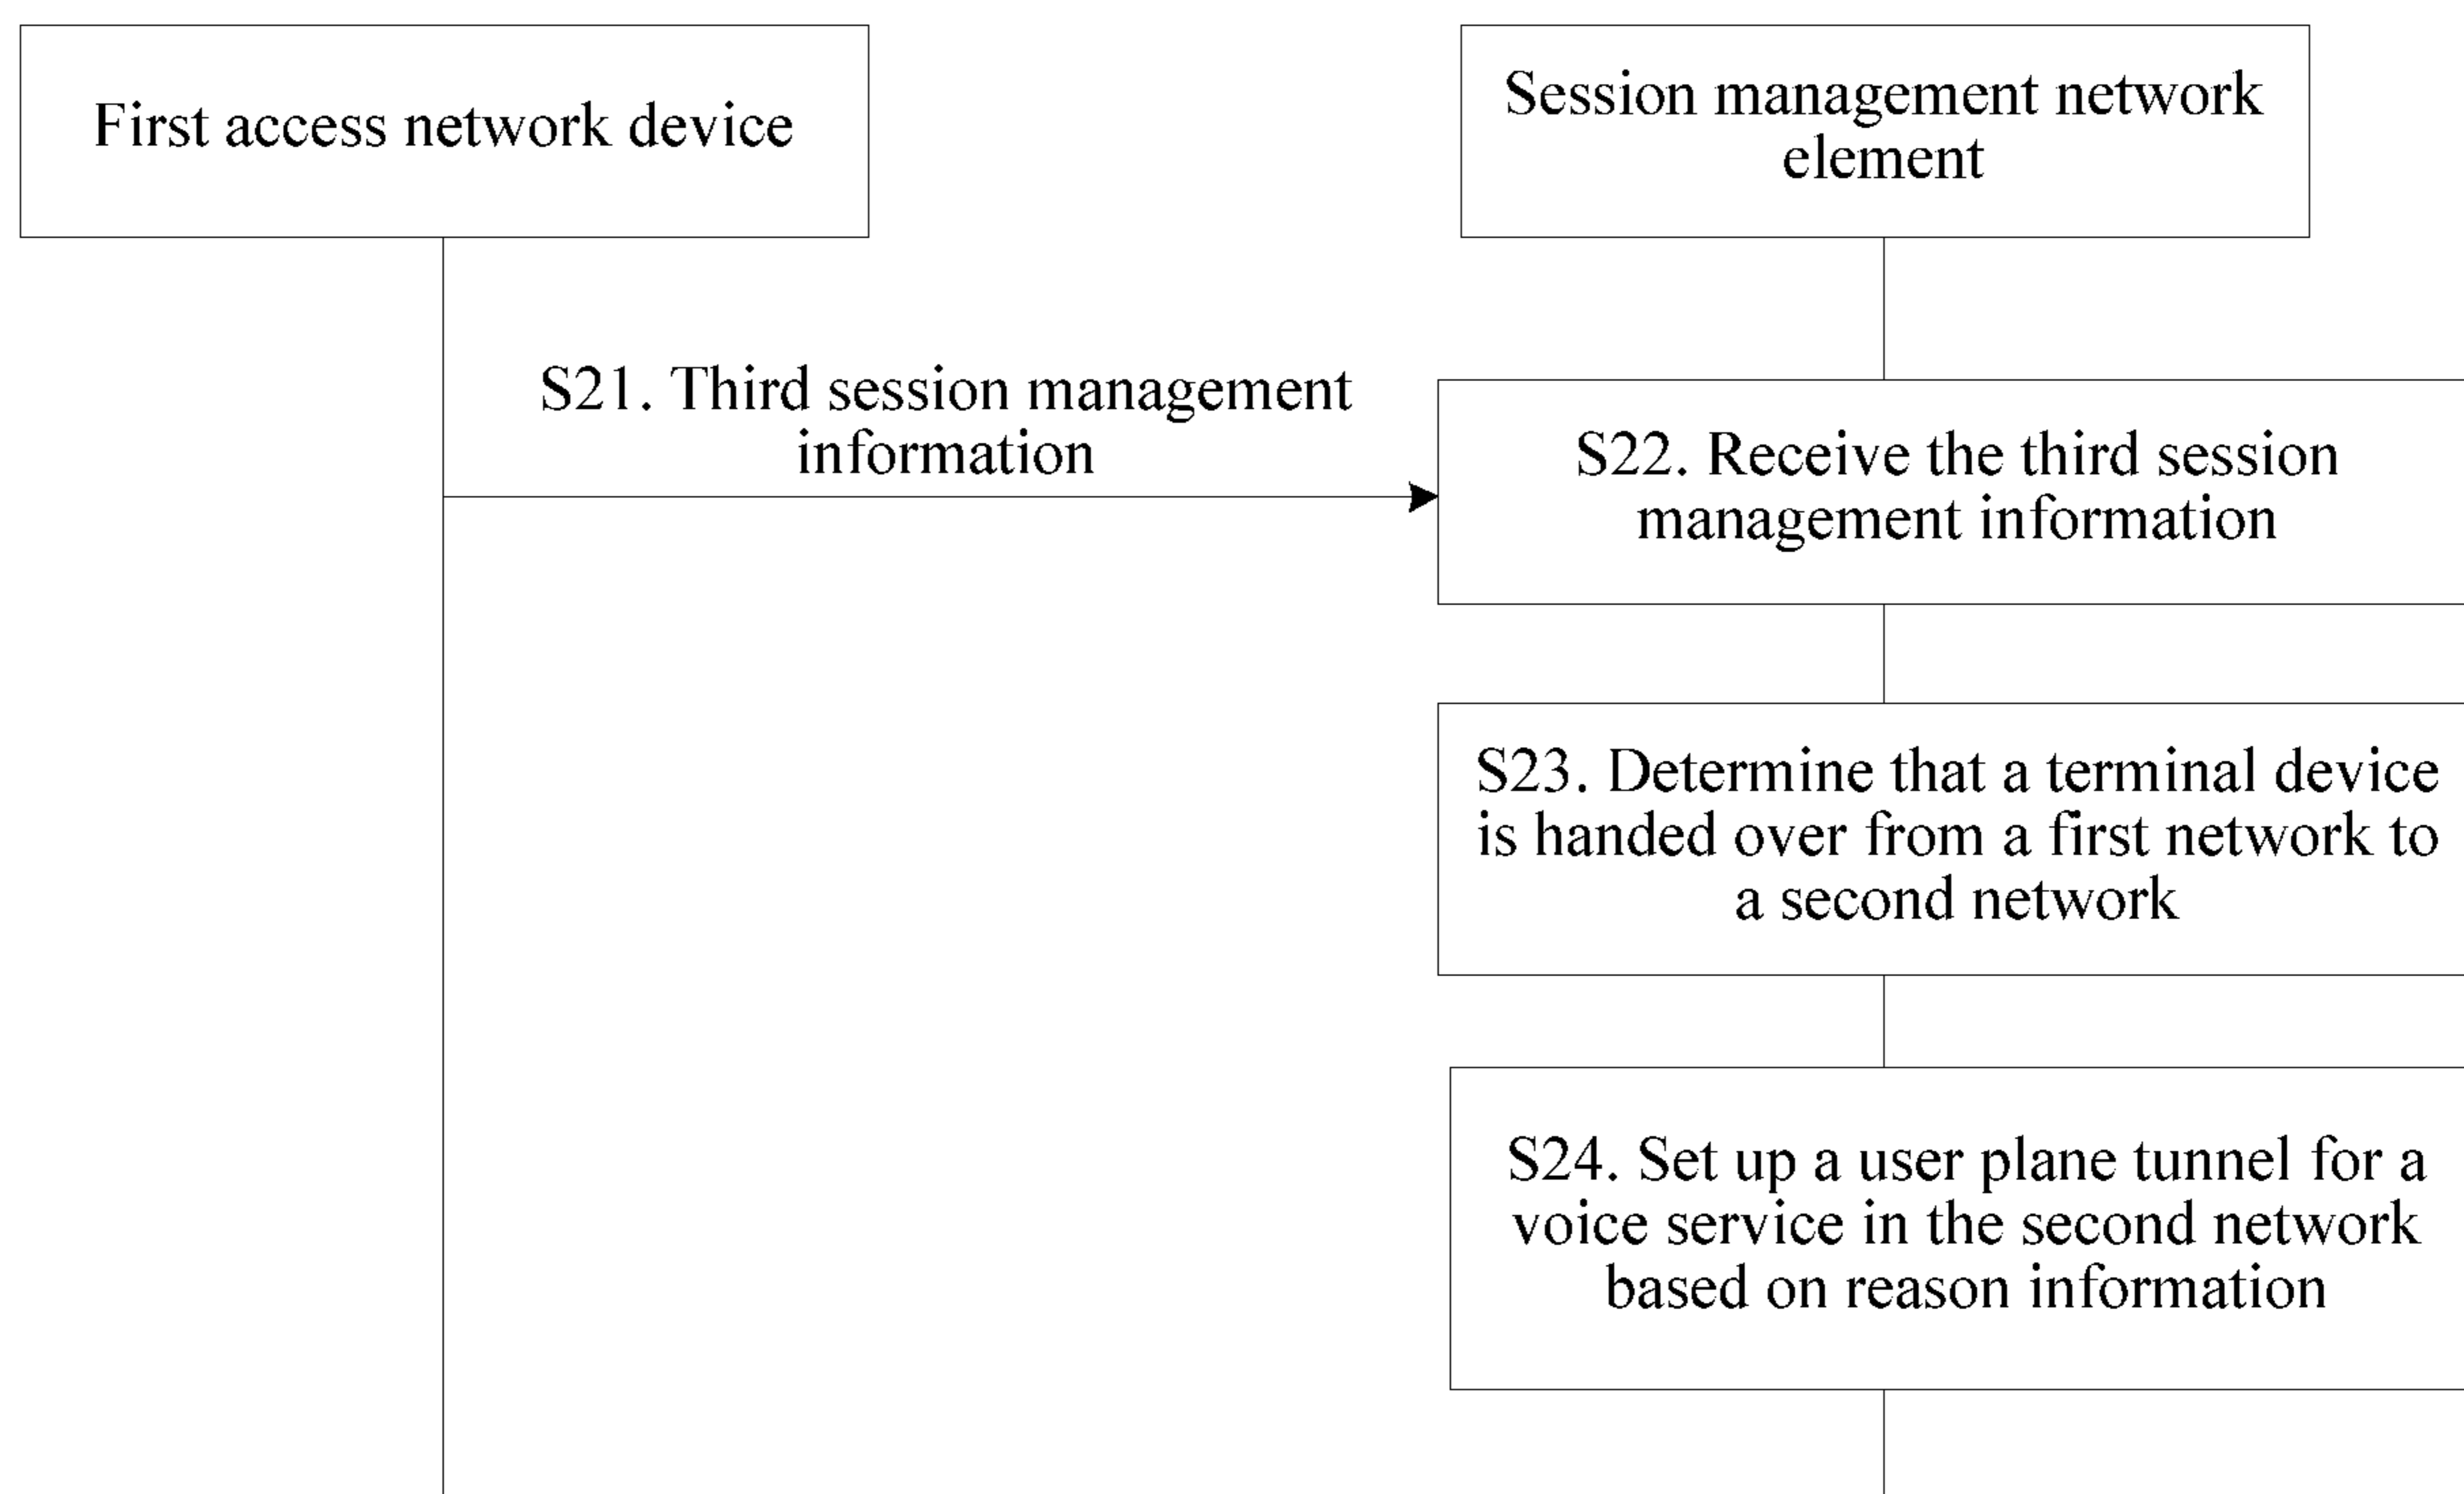 First access network device
Session management network
element
S21. Third session management
information
S22. Receive the third session
management information
S23. Determine that a terminal device
is handed over from a first network to
a second network
S24. Set up a user plane tunnel for a
voice service in the second network
based on reason information